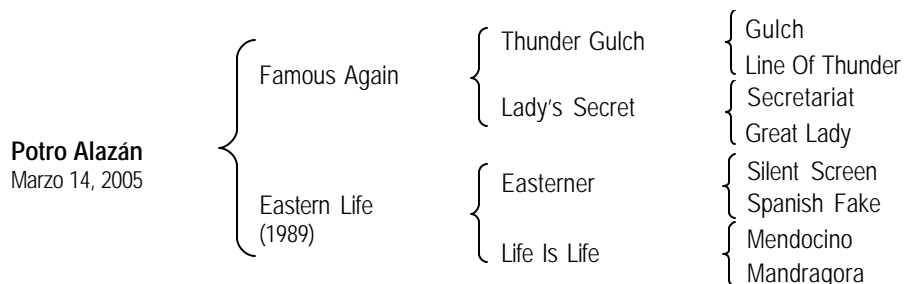 Potro Alazán
Marzo 14, 2005
Famous Again
Eastern Life
(1989)
Thunder Gulch
Lady's Secret
Easterner
Life Is Life
Gulch
Line Of Thunder
Secretariat
Great Lady
Silent Screen
Spanish Fake
Mendocino
Mandragora